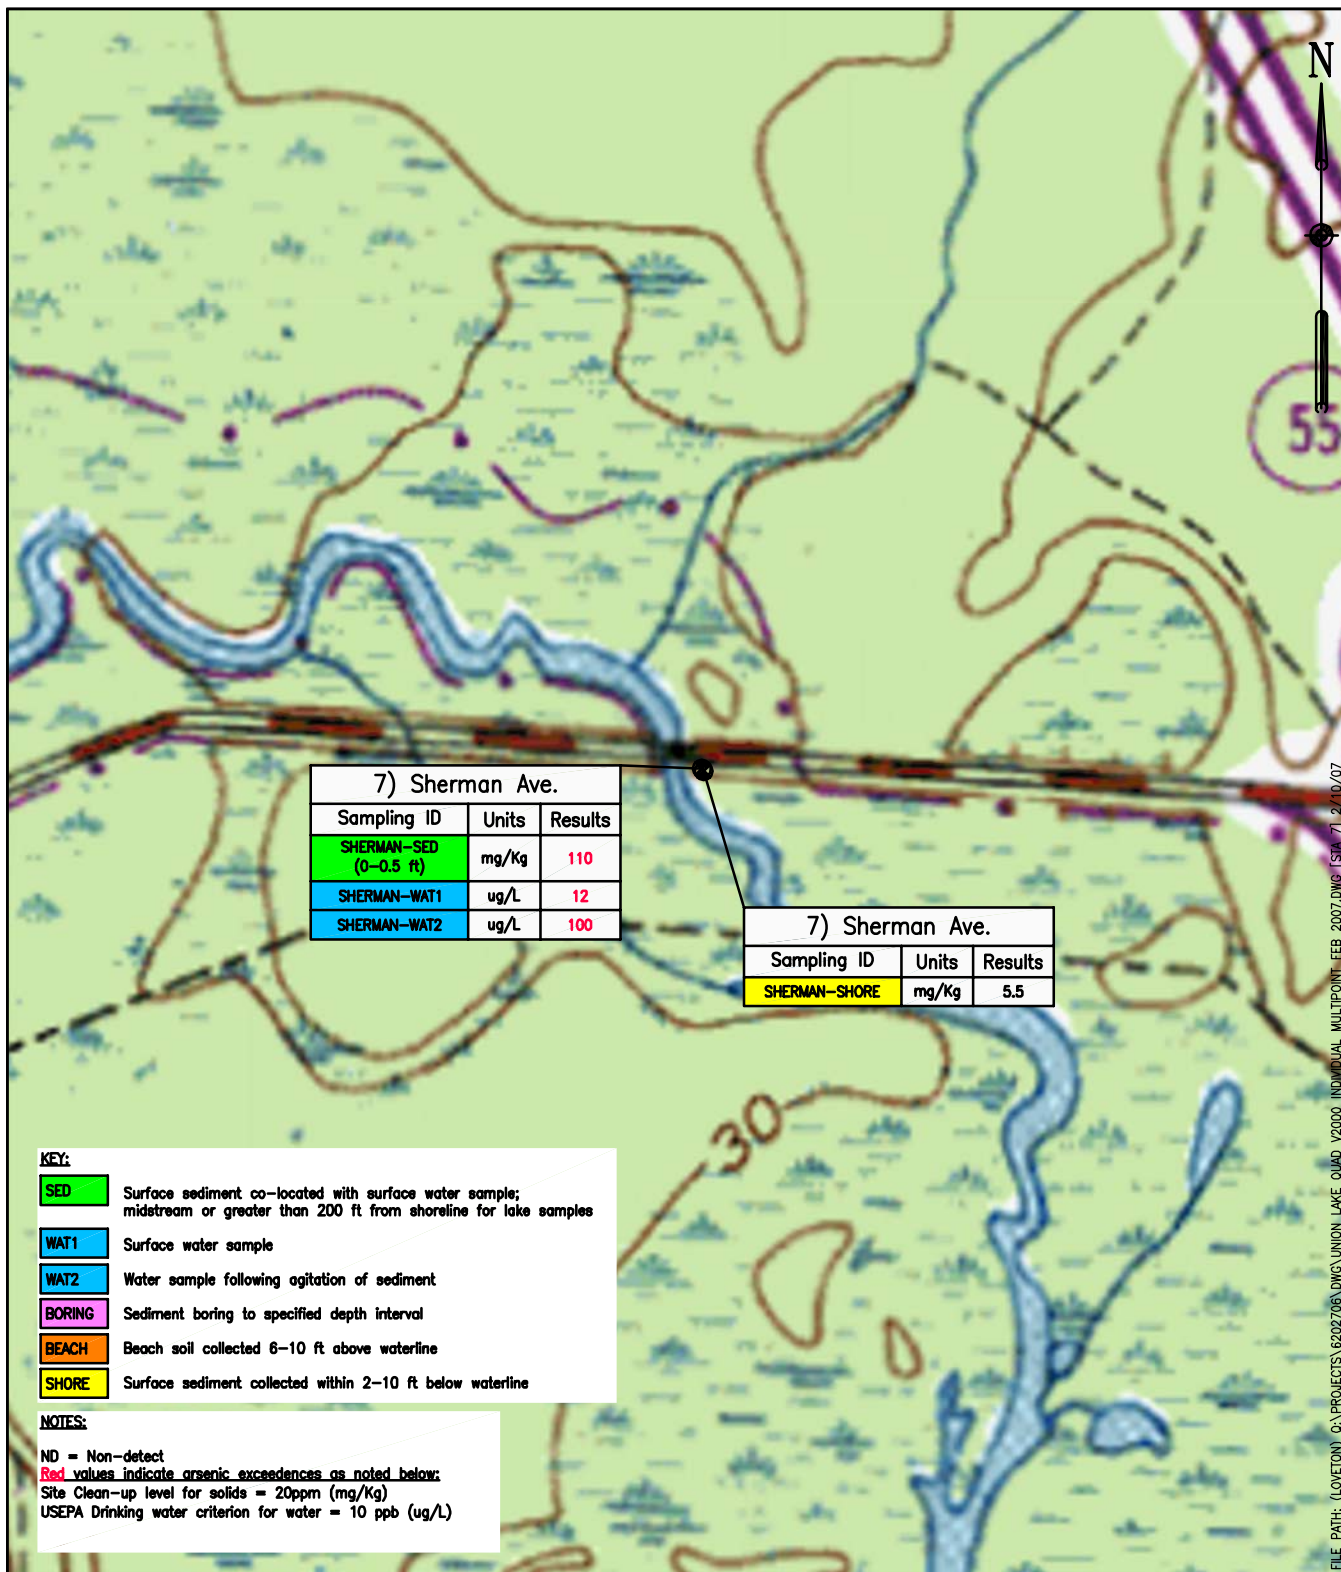 N
55
7) Sherman Ave.
Sampling ID Units Results
SHERMAN-SED
(0-0.5 ft) mg/Kg 110
SHERMAN-WAT1 ug/L 12
SHERMAN-WAT2 ug/L 100
7) Sherman Ave.
Sampling ID Units Results
SHERMAN-SHORE mg/Kg 5.5
30
KEY:
SED Surface sediment co-located with surface water sample;
midstream or greater than 200 ft from shoreline for lake samples
WAT1 Surface water sample
WAT2 Water sample following agitation of sediment
BORING Sediment boring to specified depth interval
BEACH Beach soil collected 6-10 ft above waterline
SHORE Surface sediment collected within 2-10 ft below waterline
NOTES:
ND = Non-detect
Red values indicate arsenic exceedences as noted below:
Site Clean-up level for solids = 20ppm (mg/Kg)
USEPA Drinking water criterion for water = 10 ppb (ug/L)
FILE PATH: (LOVETON) Q:\PROJECTS\6202706\DWG\UNION LAKE QUAD V2000 INDIVIDUAL MULTIPOINT FEB 2007.DWG [STA 7] 2/10/07